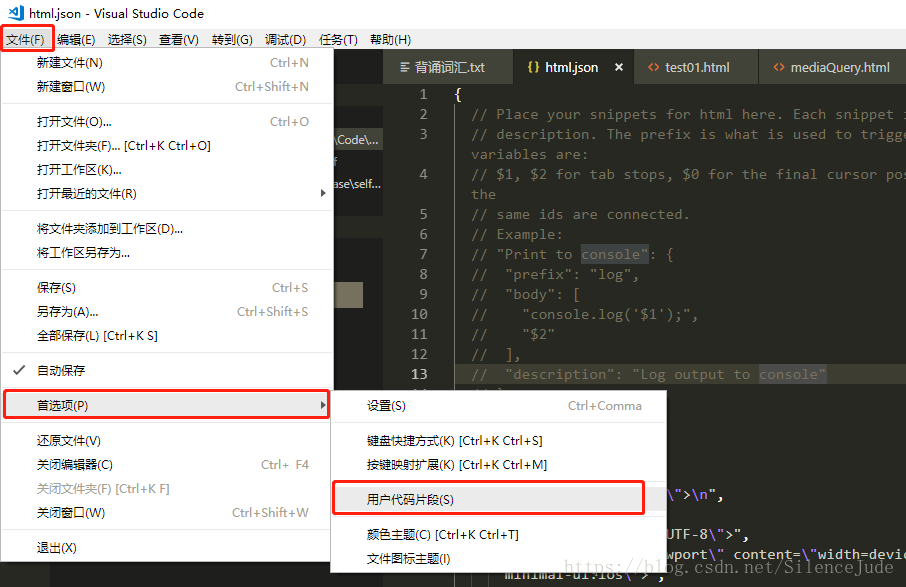 html.json - Visual Studio Code
文件(F) 编辑(E) 选择(S) 查看(V) 转到(G) 调试(D) 任务(T) 帮助(H)
新建文件(N) Ctrl+N
新建窗口(W) Ctrl+Shift+N
打开文件(O)... Ctrl+O
打开文件夹(F)... [Ctrl+K Ctrl+O]
打开工作区(K)...
打开最近的文件(R)
将文件夹添加到工作区(D)...
将工作区另存为...
保存(S) Ctrl+S
另存为(A)... Ctrl+Shift+S
全部保存(L) [Ctrl+K S]
自动保存
首选项(P)
还原文件(V)
关闭编辑器(C) Ctrl+ F4
关闭文件夹(F) [Ctrl+K F]
关闭窗口(W) Ctrl+Shift+W
退出(X)
设置(S) Ctrl+Comma
键盘快捷方式(K) [Ctrl+K Ctrl+S]
按键映射扩展(K) [Ctrl+K Ctrl+M]
用户代码片段(S)
颜色主题(C) [Ctrl+K Ctrl+T]
文件图标主题(I)
\Code\...
ase\self...
背诵词汇.txt html.json test01.html mediaQuery.html
1 {
2 // Place your snippets for html here. Each snippet
3 // description. The prefix is what is used to trigge
variables are:
4 // $1, $2 for tab stops, $0 for the final cursor pos
the
5 // same ids are connected.
6 // Example:
7 // "Print to console": {
8 // "prefix": "log",
9 // "body": [
10 // "console.log('$1');",
11 // "$2"
12 // ],
13 // "description": "Log output to console"
\">\n",
UTF-8\">",
wport\" content=\"width=devic
minimal-ui:ios\">",
https://blog.csdn.net/SilenceJude